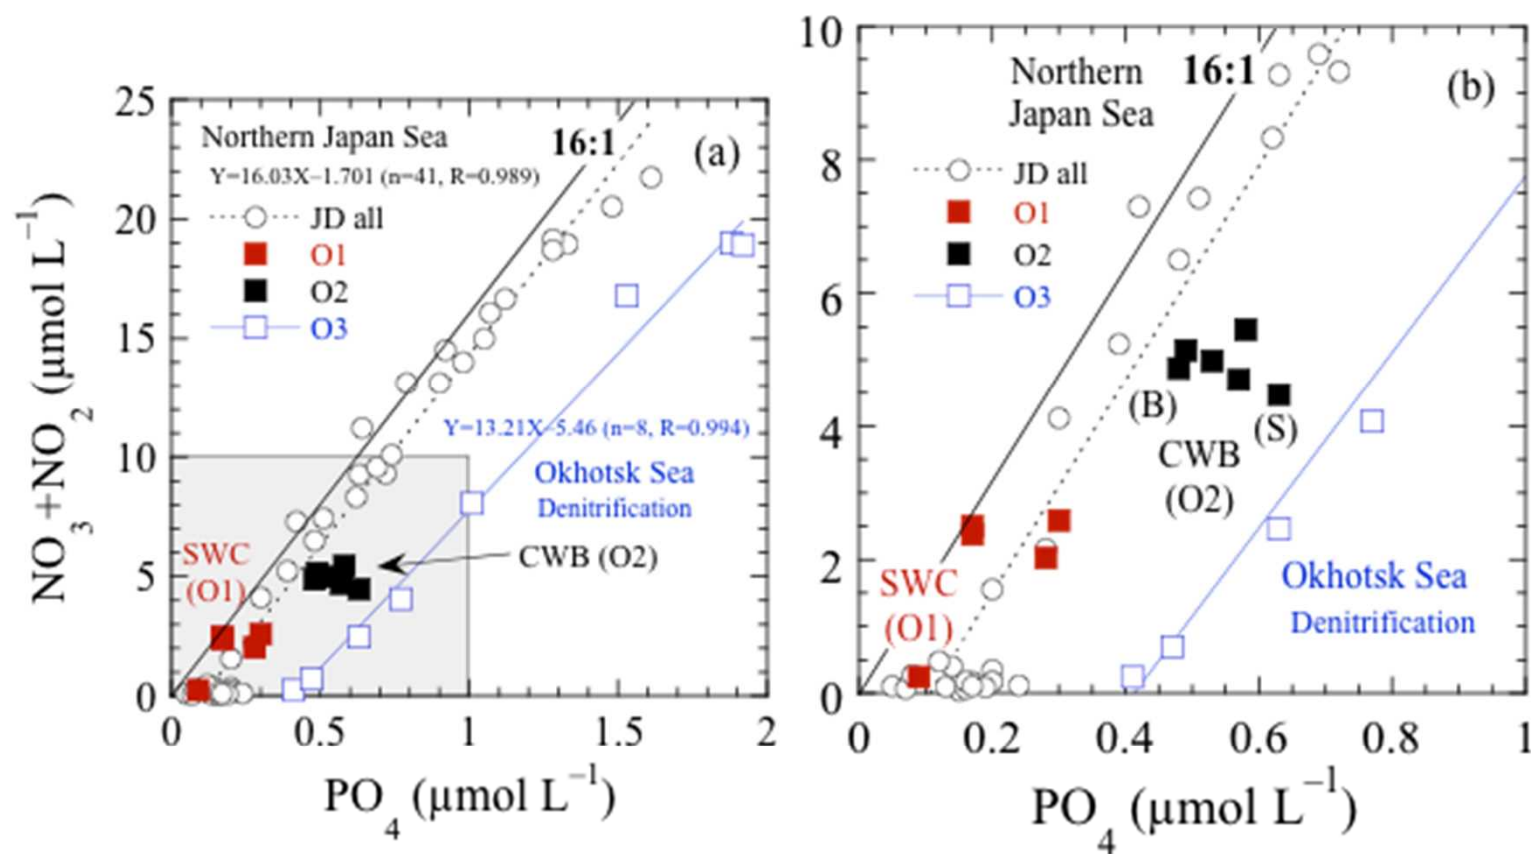 25
20
15
10
5
0
0
0.5
1
1.5
2
NO3+NO2 (µmol L−1)
PO4 (µmol L−1)
Northern Japan Sea
16:1
(a)
Y=16.03X−1.701 (n=41, R=0.989)
JD all
O1
O2
O3
Y=13.21X−5.46 (n=8, R=0.994)
Okhotsk Sea
Denitrification
SWC
(O1)
CWB (O2)
10
8
6
4
2
0
0
0.2
0.4
0.6
0.8
1
PO4 (µmol L−1)
Northern
Japan Sea
16:1
(b)
JD all
O1
O2
O3
(B)
(S)
CWB
(O2)
SWC
(O1)
Okhotsk Sea
Denitrification